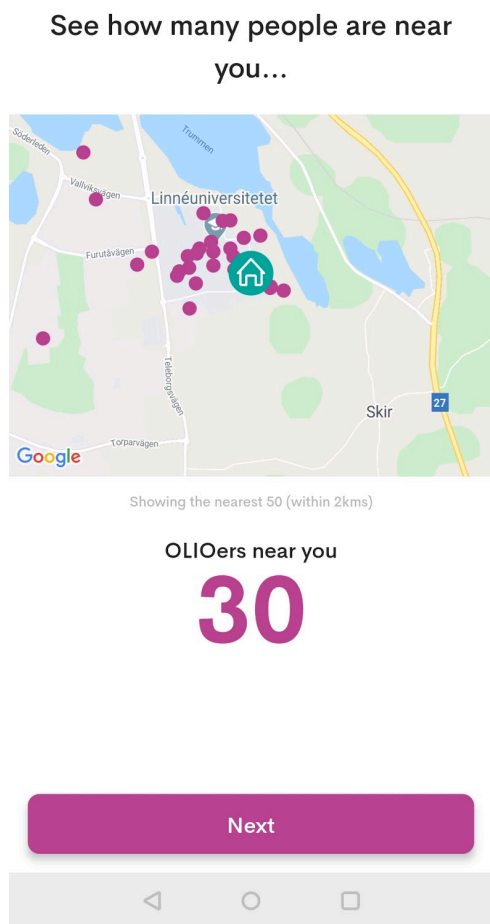 See how many people are near
you...
Söderleden
Trummen
Vallviksvägen
Linnéuniversitetet
Furutåvägen
Teleborgsvägen
Skir
27
Torparvägen
Google
Showing the nearest 50 (within 2kms)
OLIOers near you
30
Next